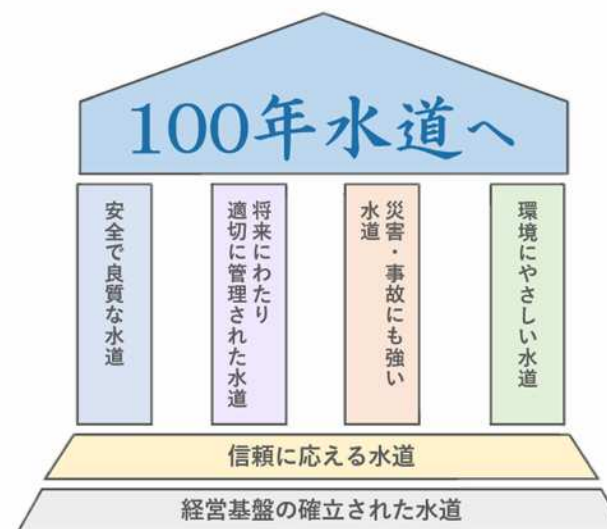 100年水道へ
安全で良質な水道
将来にわたり
適切に管理された水道
災害・事故にも強い
水道
環境にやさしい水道
信頼に応える水道
経営基盤の確立された水道